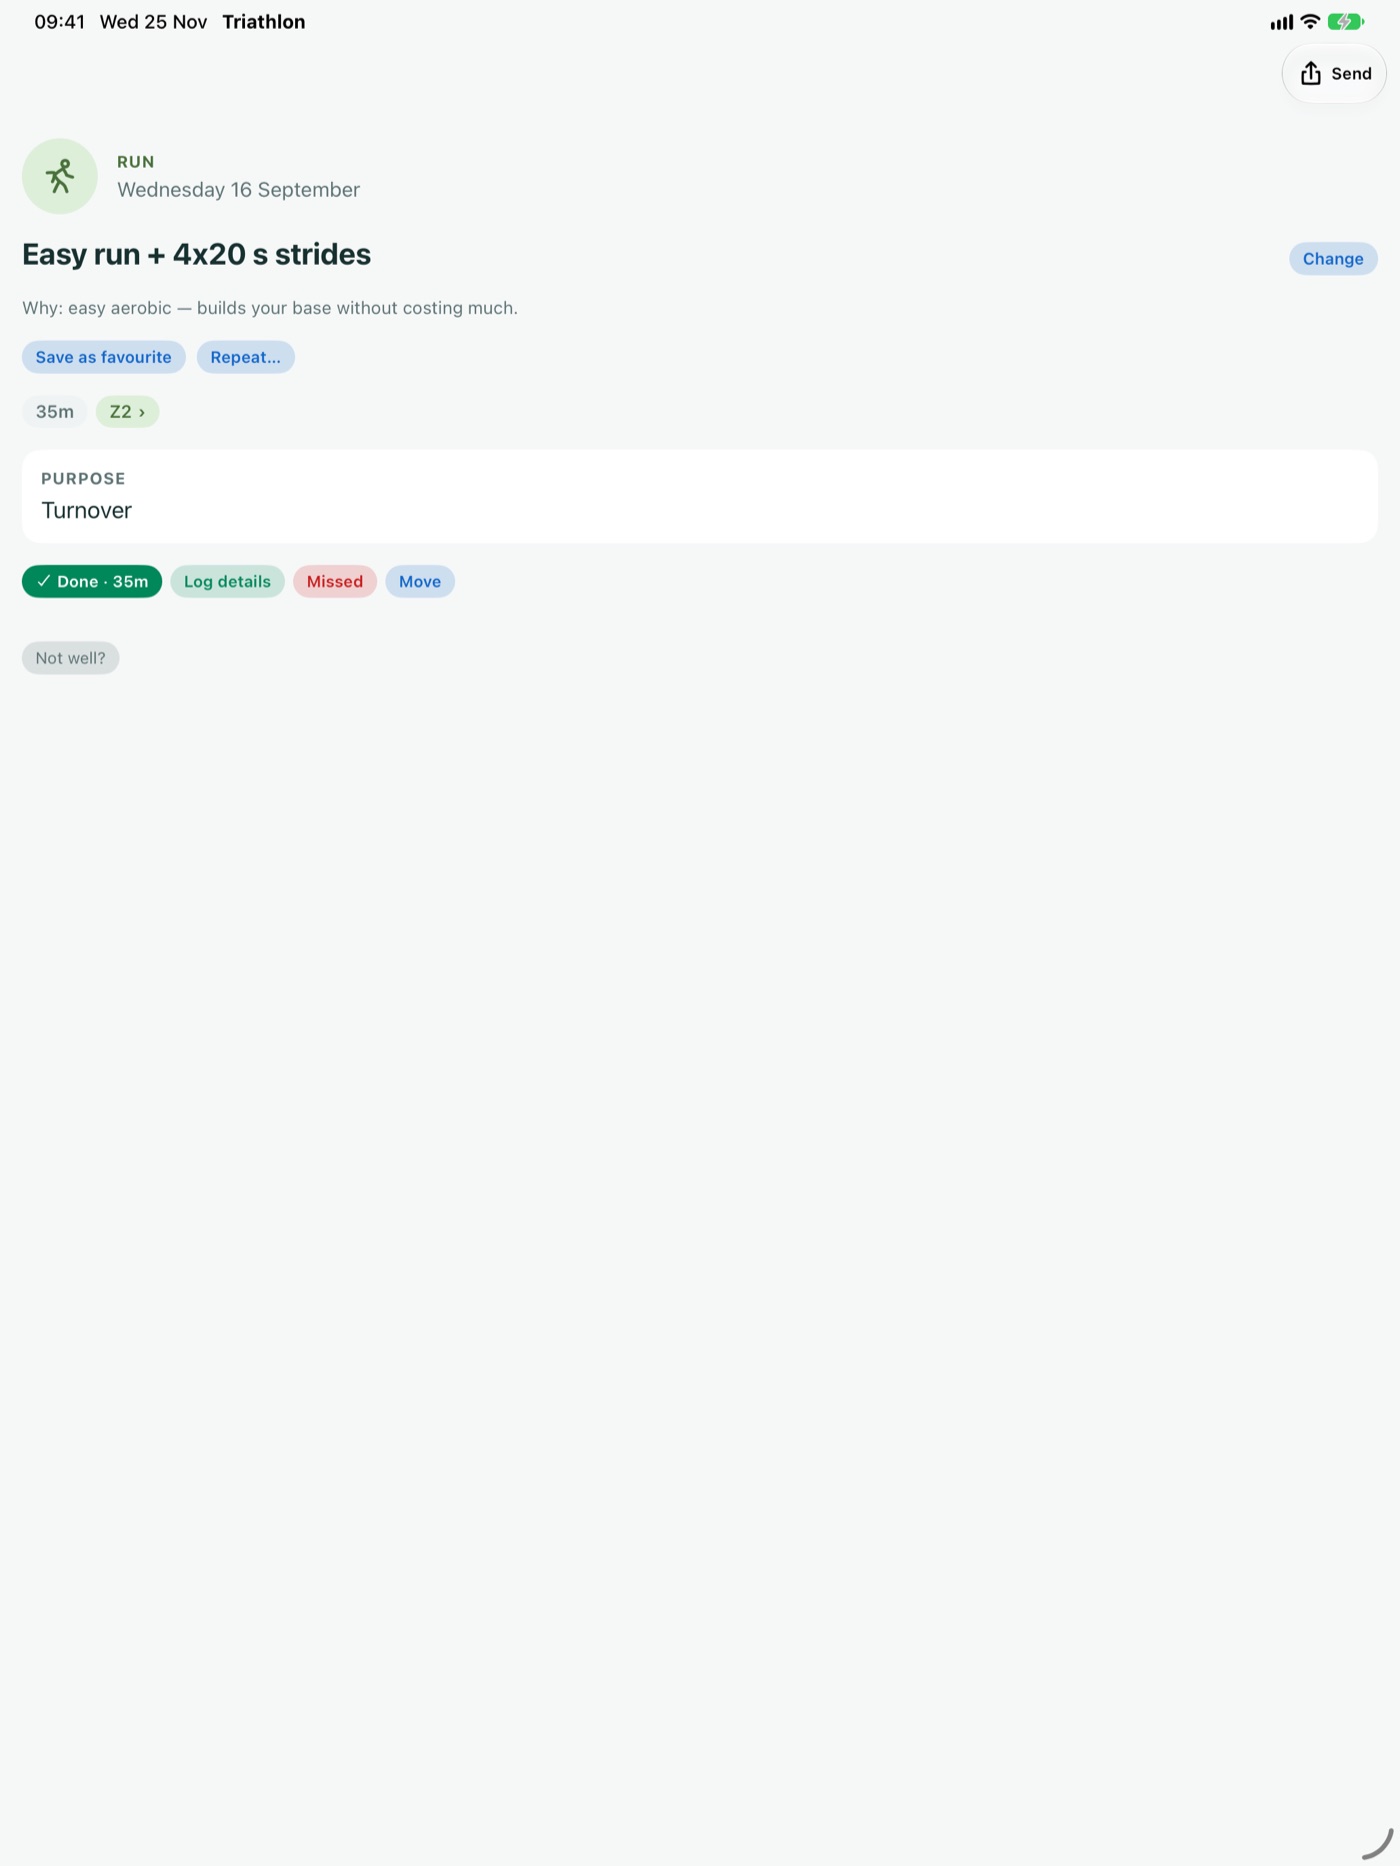 09:41 Wed 25 Nov Triathlon
Send
RUN
Wednesday 16 September
Easy run + 4x20 s strides
Change
Why: easy aerobic — builds your base without costing much.
Save as favourite Repeat...
35m Z2 ›
PURPOSE
Turnover
✓ Done · 35m Log details Missed Move
Not well?